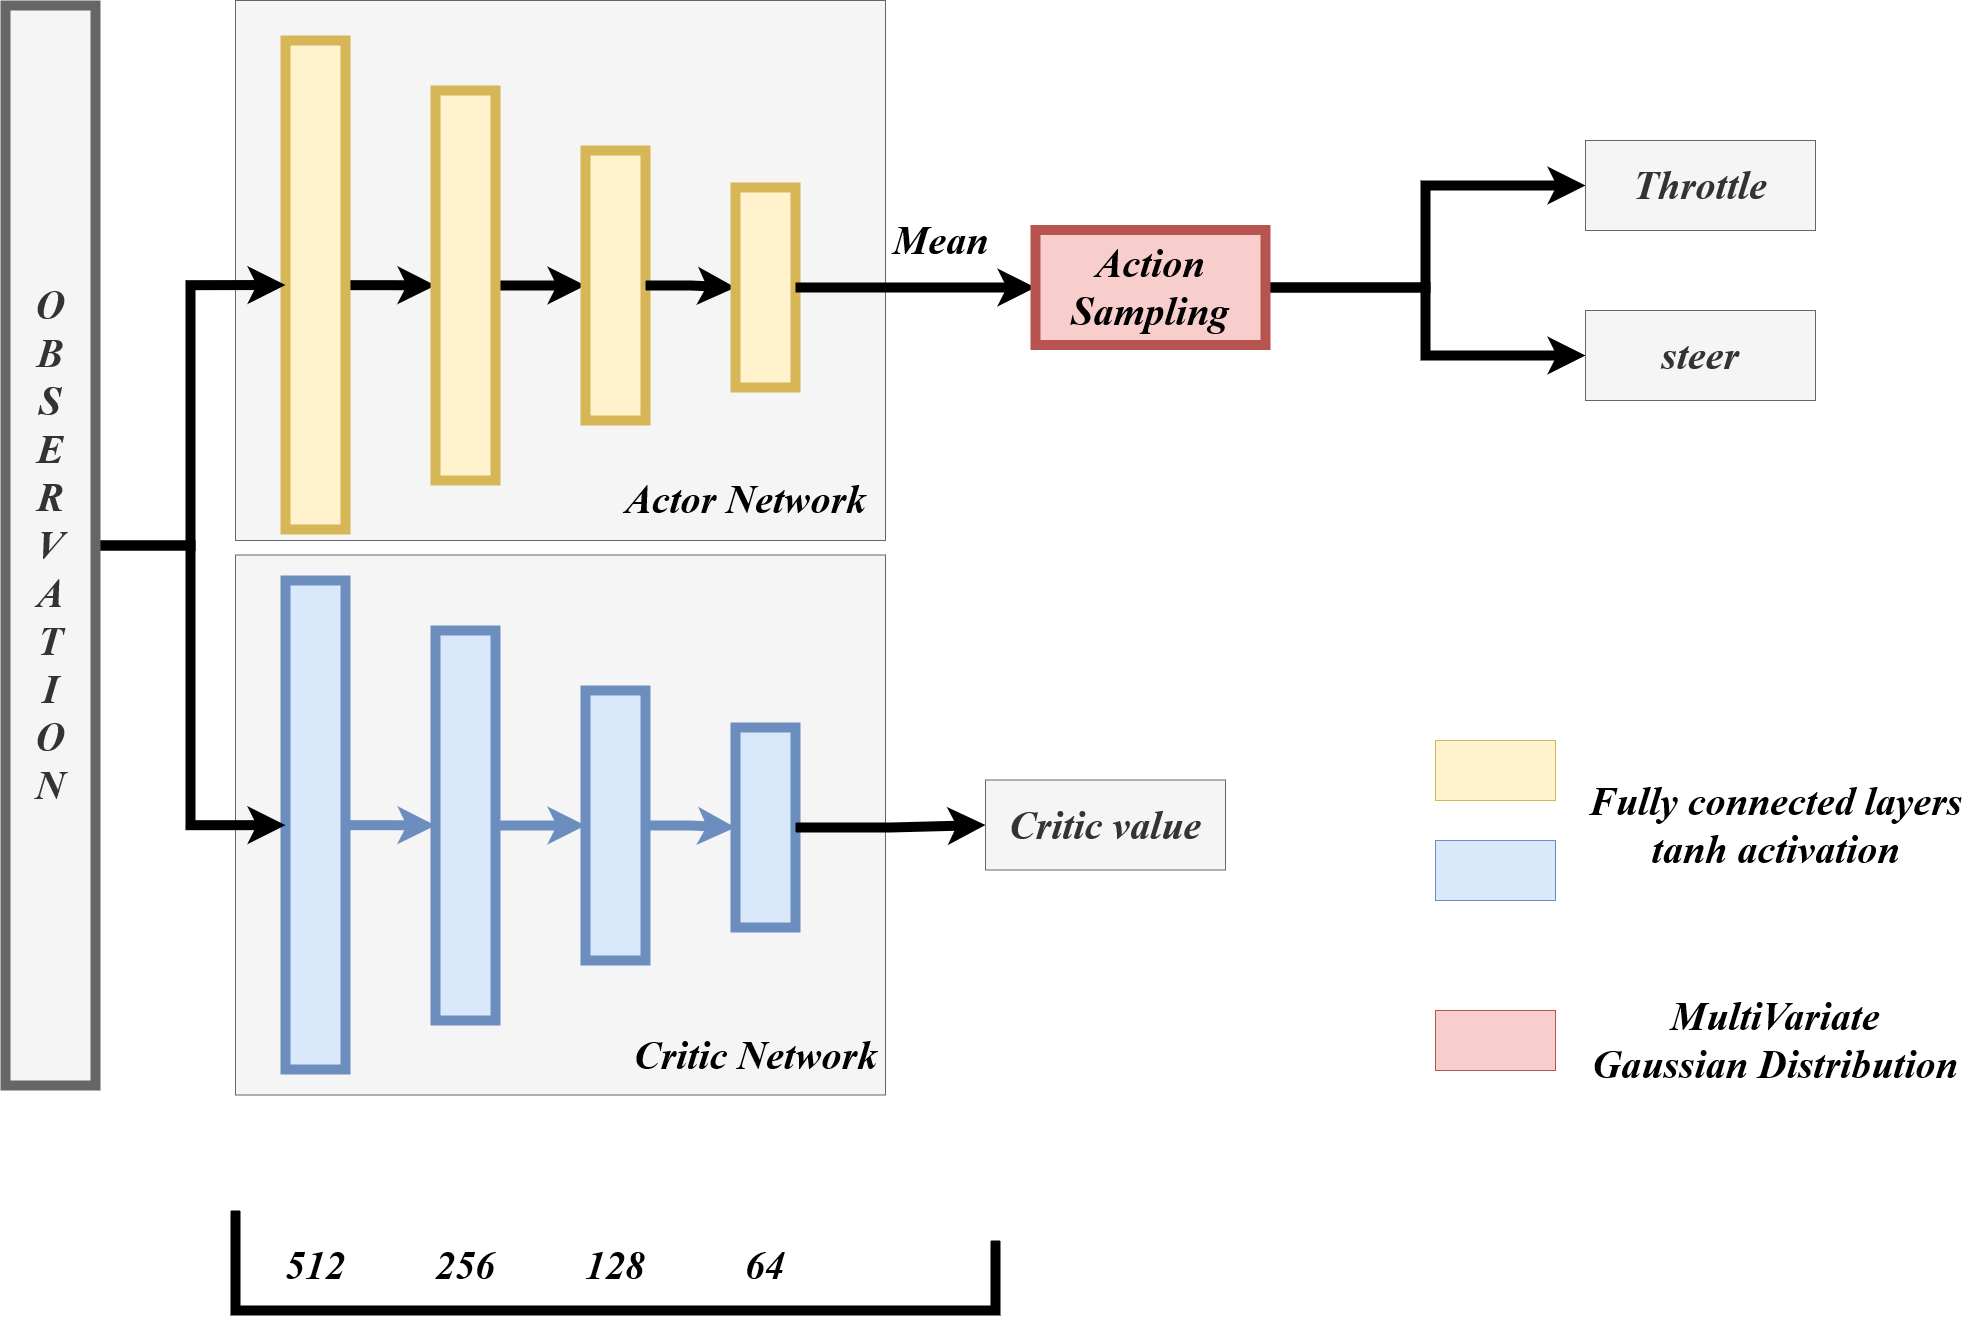 O
B
S
E
R
V
A
T
I
O
N
Mean
Action
Sampling
Throttle
steer
Actor Network
Critic value
Critic Network
Fully connected layers
tanh activation
MultiVariate
Gaussian Distribution
512 256 128 64